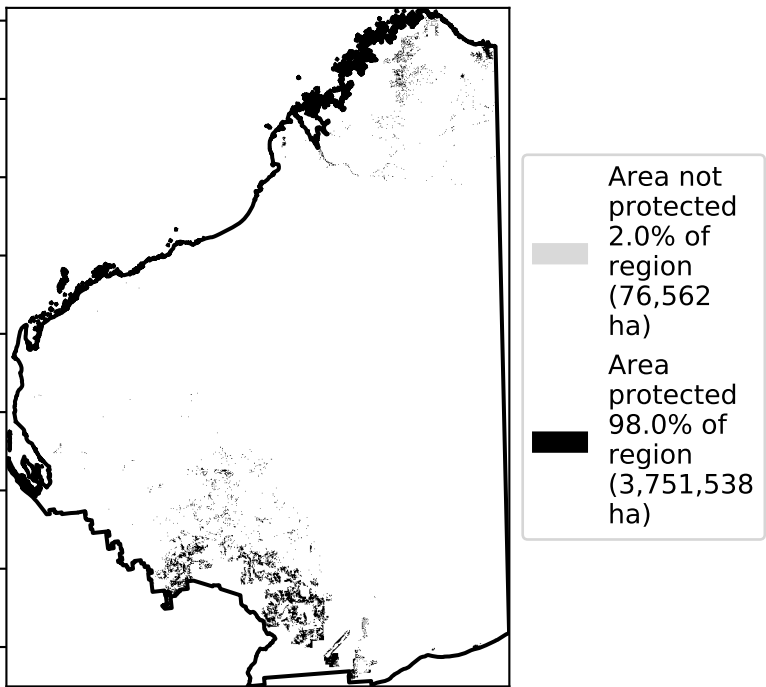 Area not
protected
2.0% of
region
(76,562
ha)
Area
protected
98.0% of
region
(3,751,538
ha)